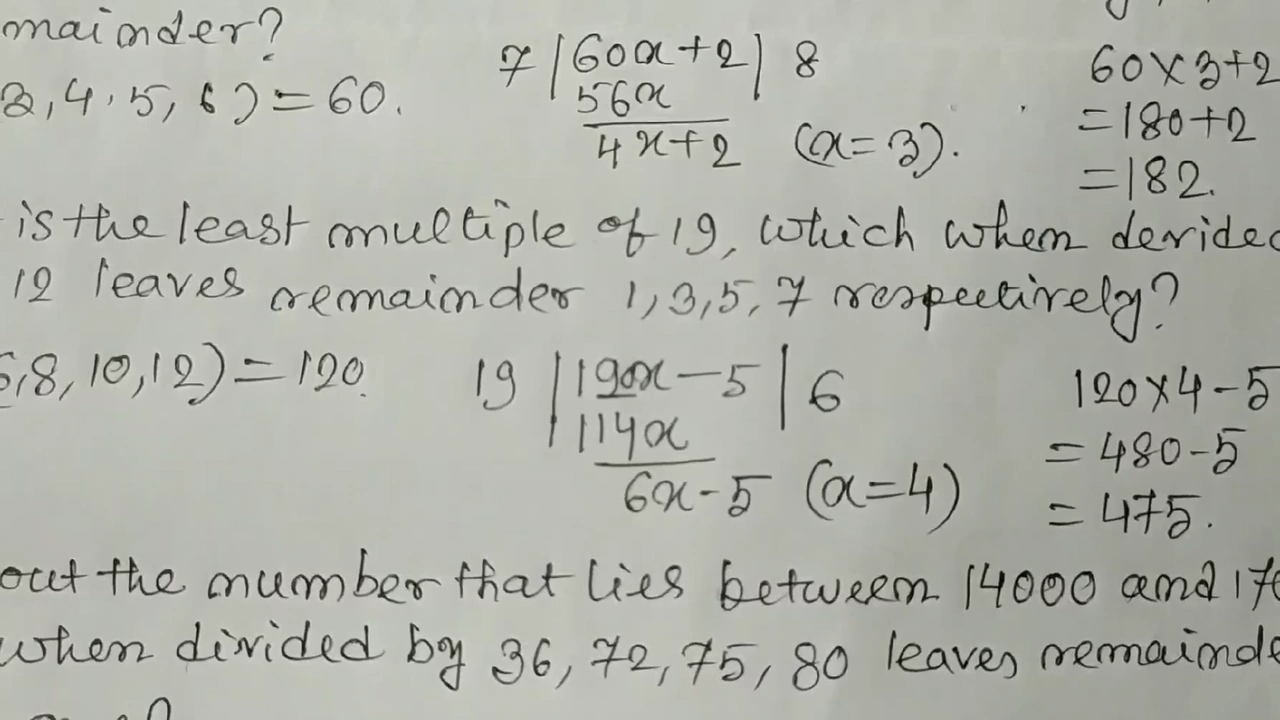 mainder?
7 | 60x+2 | 8
60×3+2
2, 4, 5, 6) = 60.
56x
= 180+2
4x+2 (x=3).
= 182.
is the least multiple of 19, which when derided
12 leaves remainder 1, 3, 5, 7 respectively?
6,8, 10, 12) = 120.
19 | 120x-5 | 6
120×4-5
114x
= 480-5
6x-5 (x=4)
= 475.
out the number that lies between 14000 and 170
when divided by 36, 72, 75, 80 leaves remainde